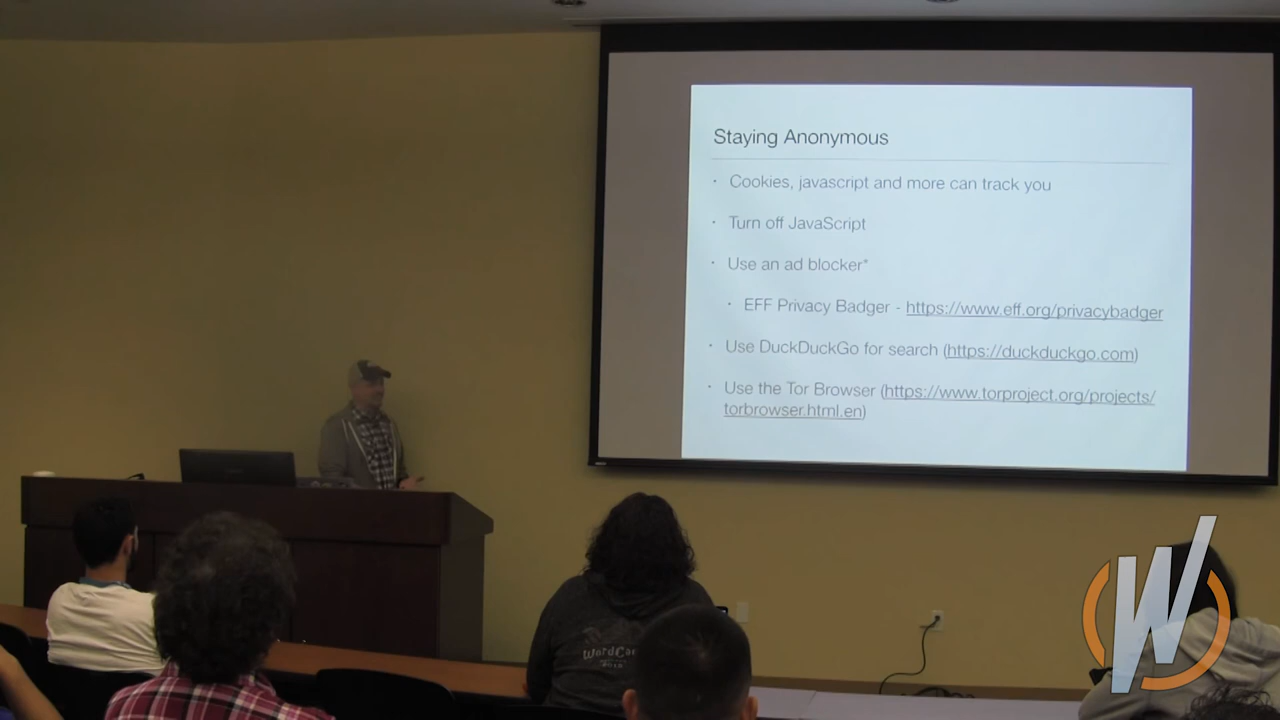 Staying Anonymous
· Cookies, javascript and more can track you
· Turn off JavaScript
· Use an ad blocker*
· EFF Privacy Badger - https://www.eff.org/privacybadger
· Use DuckDuckGo for search (https://duckduckgo.com)
· Use the Tor Browser (https://www.torproject.org/projects/
torbrowser.html.en)
W